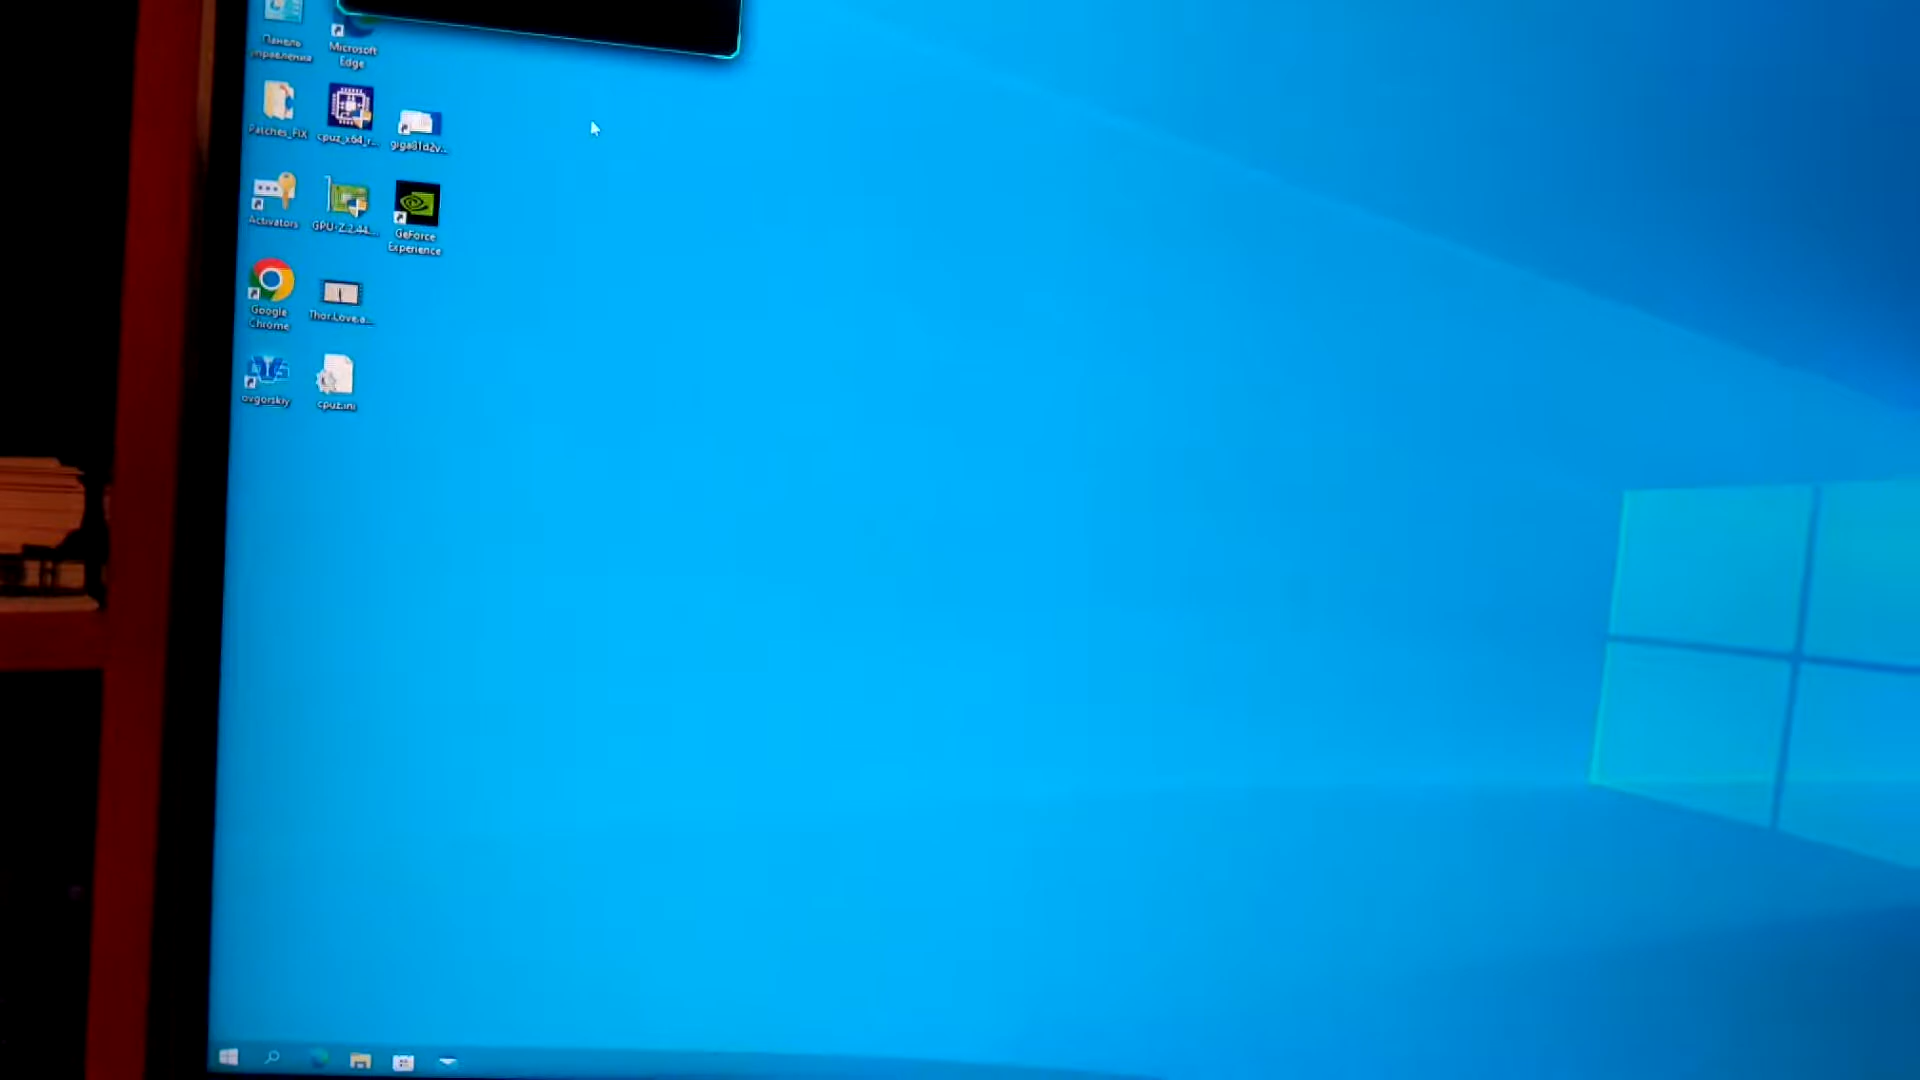 Панель
управления
Microsoft
Edge
Patches_FIX
cpuz_x64_r...
giga81d2v...
Activators
GPU-Z.2.44....
GeForce
Experience
Google
Chrome
Thor.Love.a...
ovgorskiy
cpuz.ini